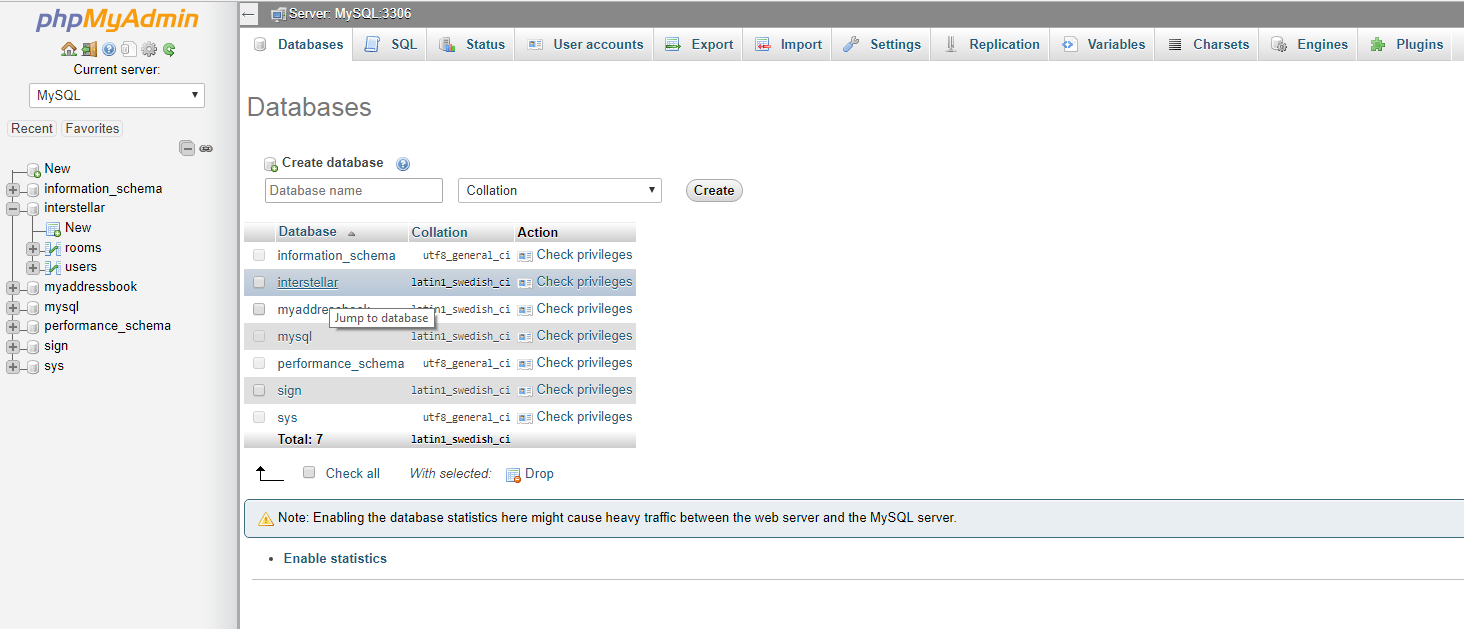 phpMyAdmin
Current server:
MySQL
Recent Favorites
New
information_schema
interstellar
New
rooms
users
myaddressbook
mysql
performance_schema
sign
sys
Server: MySQL:3306
Databases SQL Status User accounts Export Import Settings Replication Variables Charsets Engines Plugins
Databases
Create database
Database name Collation Create
Database Collation Action
information_schema utf8_general_ci Check privileges
interstellar latin1_swedish_ci Check privileges
myaddressbook latin1_swedish_ci Check privileges
Jump to database
mysql latin1_swedish_ci Check privileges
performance_schema utf8_general_ci Check privileges
sign latin1_swedish_ci Check privileges
sys utf8_general_ci Check privileges
Total: 7 latin1_swedish_ci
Check all With selected: Drop
Note: Enabling the database statistics here might cause heavy traffic between the web server and the MySQL server.
• Enable statistics